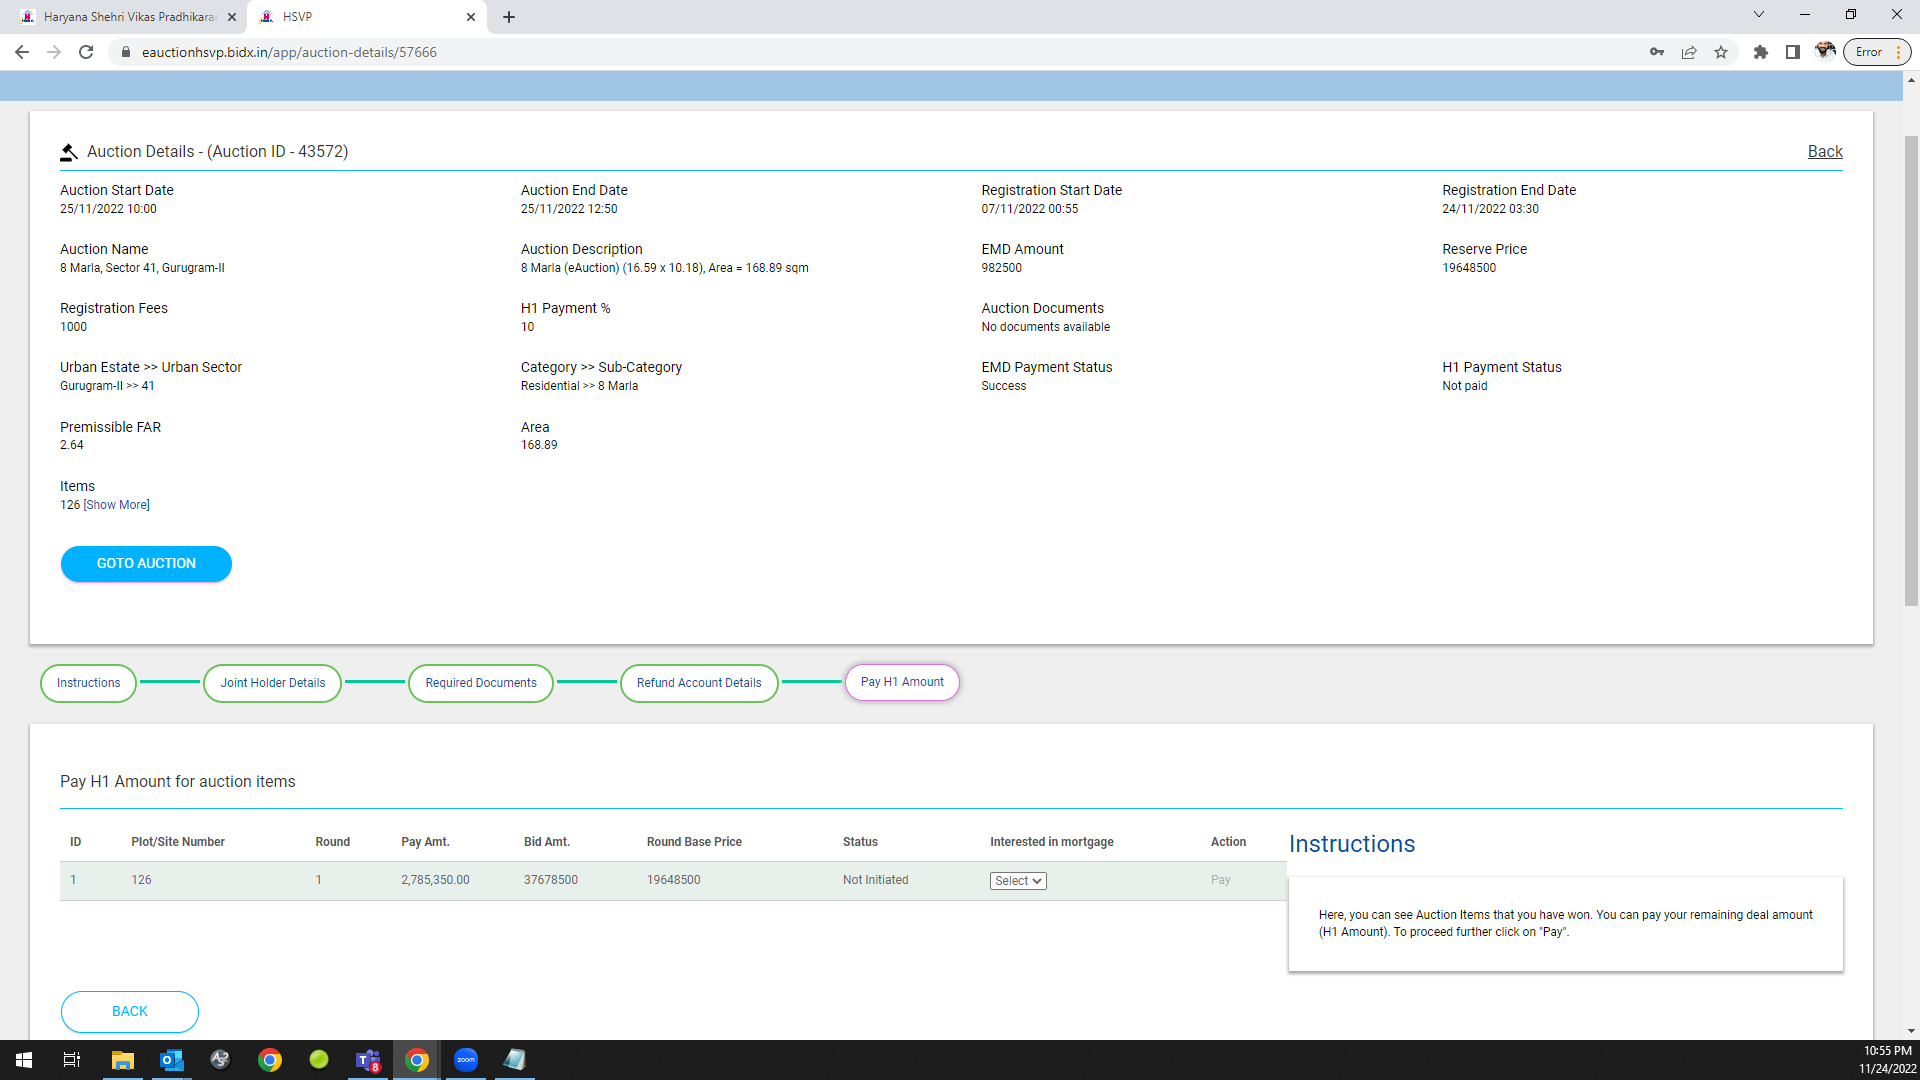 Haryana Shehri Vikas Pradhikaran
HSVP
eauctionhsvp.bidx.in/app/auction-details/57666
Error
Auction Details - (Auction ID - 43572)
Back
Auction Start Date
25/11/2022 10:00
Auction End Date
25/11/2022 12:50
Registration Start Date
07/11/2022 00:55
Registration End Date
24/11/2022 03:30
Auction Name
8 Marla, Sector 41, Gurugram-II
Auction Description
8 Marla (eAuction) (16.59 x 10.18), Area = 168.89 sqm
EMD Amount
982500
Reserve Price
19648500
Registration Fees
1000
H1 Payment %
10
Auction Documents
No documents available
Urban Estate >> Urban Sector
Gurugram-II >> 41
Category >> Sub-Category
Residential >> 8 Marla
EMD Payment Status
Success
H1 Payment Status
Not paid
Premissible FAR
2.64
Area
168.89
Items
126 [Show More]
GOTO AUCTION
Instructions
Joint Holder Details
Required Documents
Refund Account Details
Pay H1 Amount
Pay H1 Amount for auction items
ID Plot/Site Number Round Pay Amt. Bid Amt. Round Base Price Status Interested in mortgage Action
1 126 1 2,785,350.00 37678500 19648500 Not Initiated Select Pay
Instructions
Here, you can see Auction Items that you have won. You can pay your remaining deal amount
(H1 Amount). To proceed further click on "Pay".
BACK
zoom
8
10:55 PM
11/24/2022